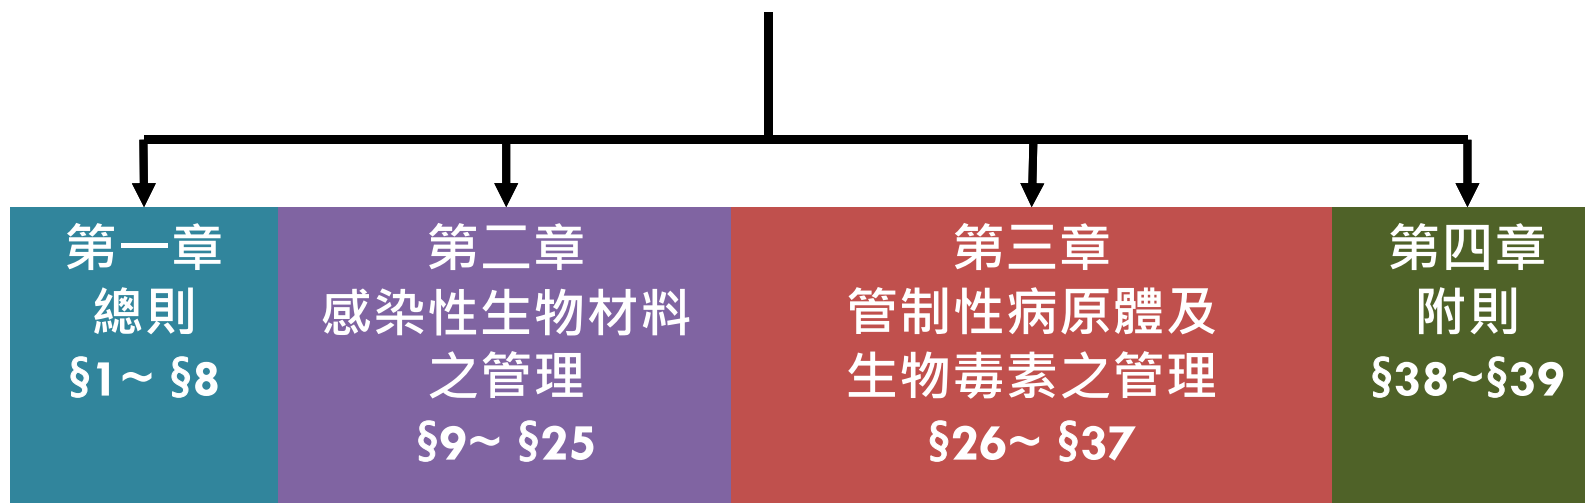 第一章
總則
§1~ §8
第二章
感染性生物材料
之管理
§9~ §25
第三章
管制性病原體及
生物毒素之管理
§26~ §37
第四章
附則
§38~§39